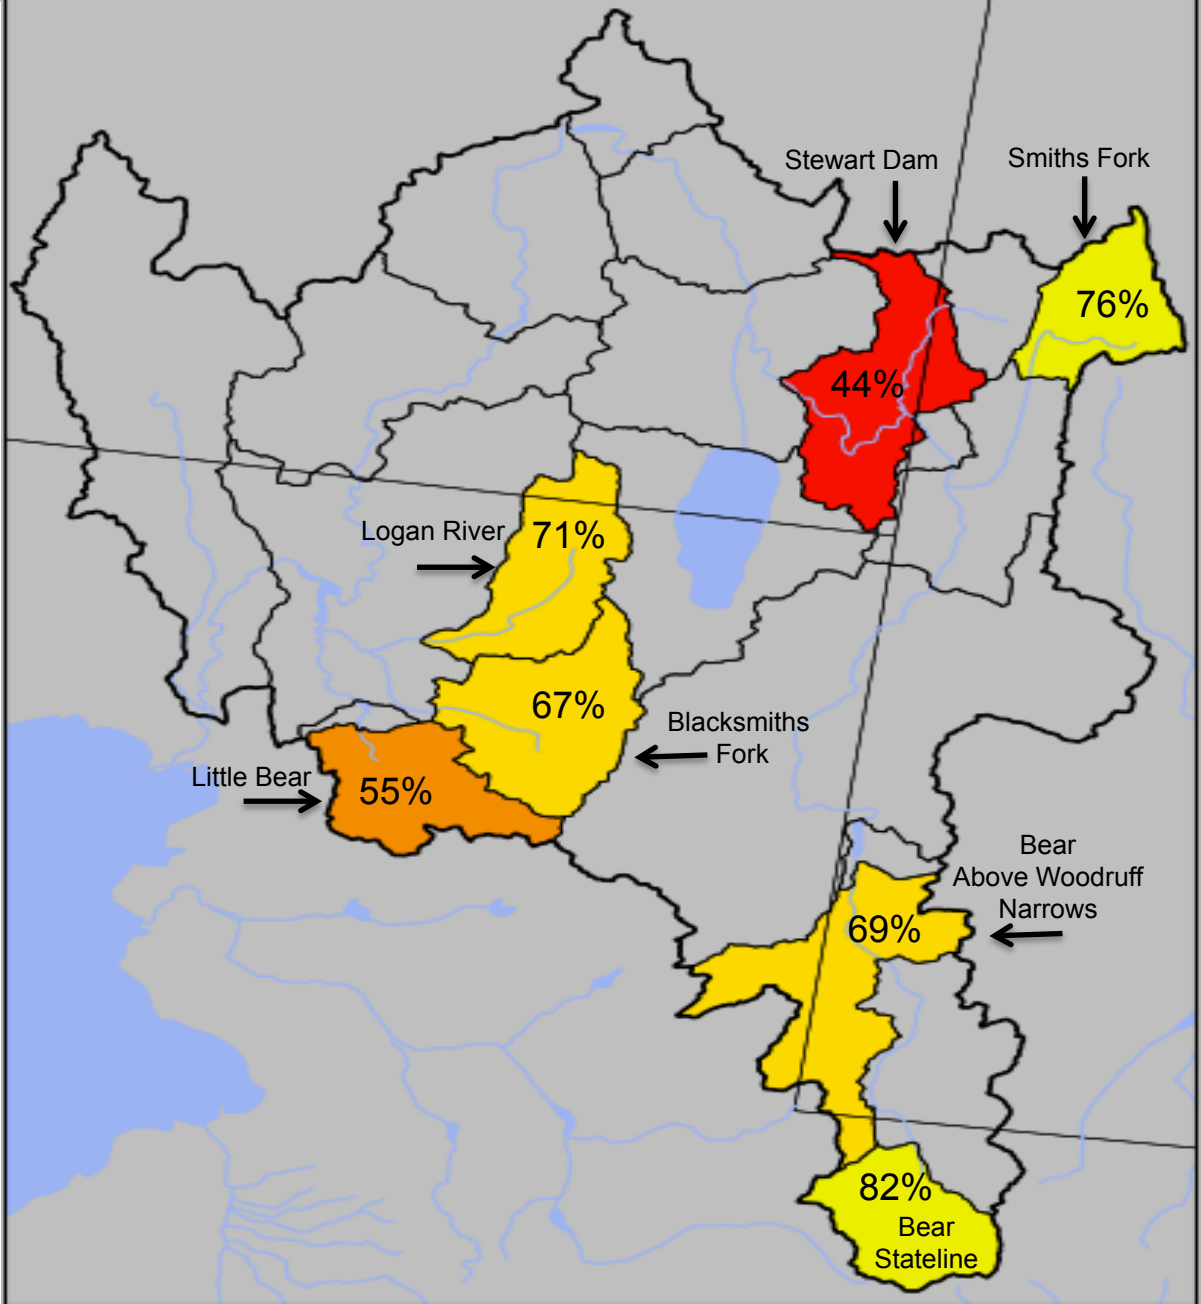 Stewart Dam
Smiths Fork
76%
44%
Logan River
71%
67%
Blacksmiths
Fork
Little Bear
55%
Bear
Above Woodruff
Narrows
69%
82%
Bear
Stateline